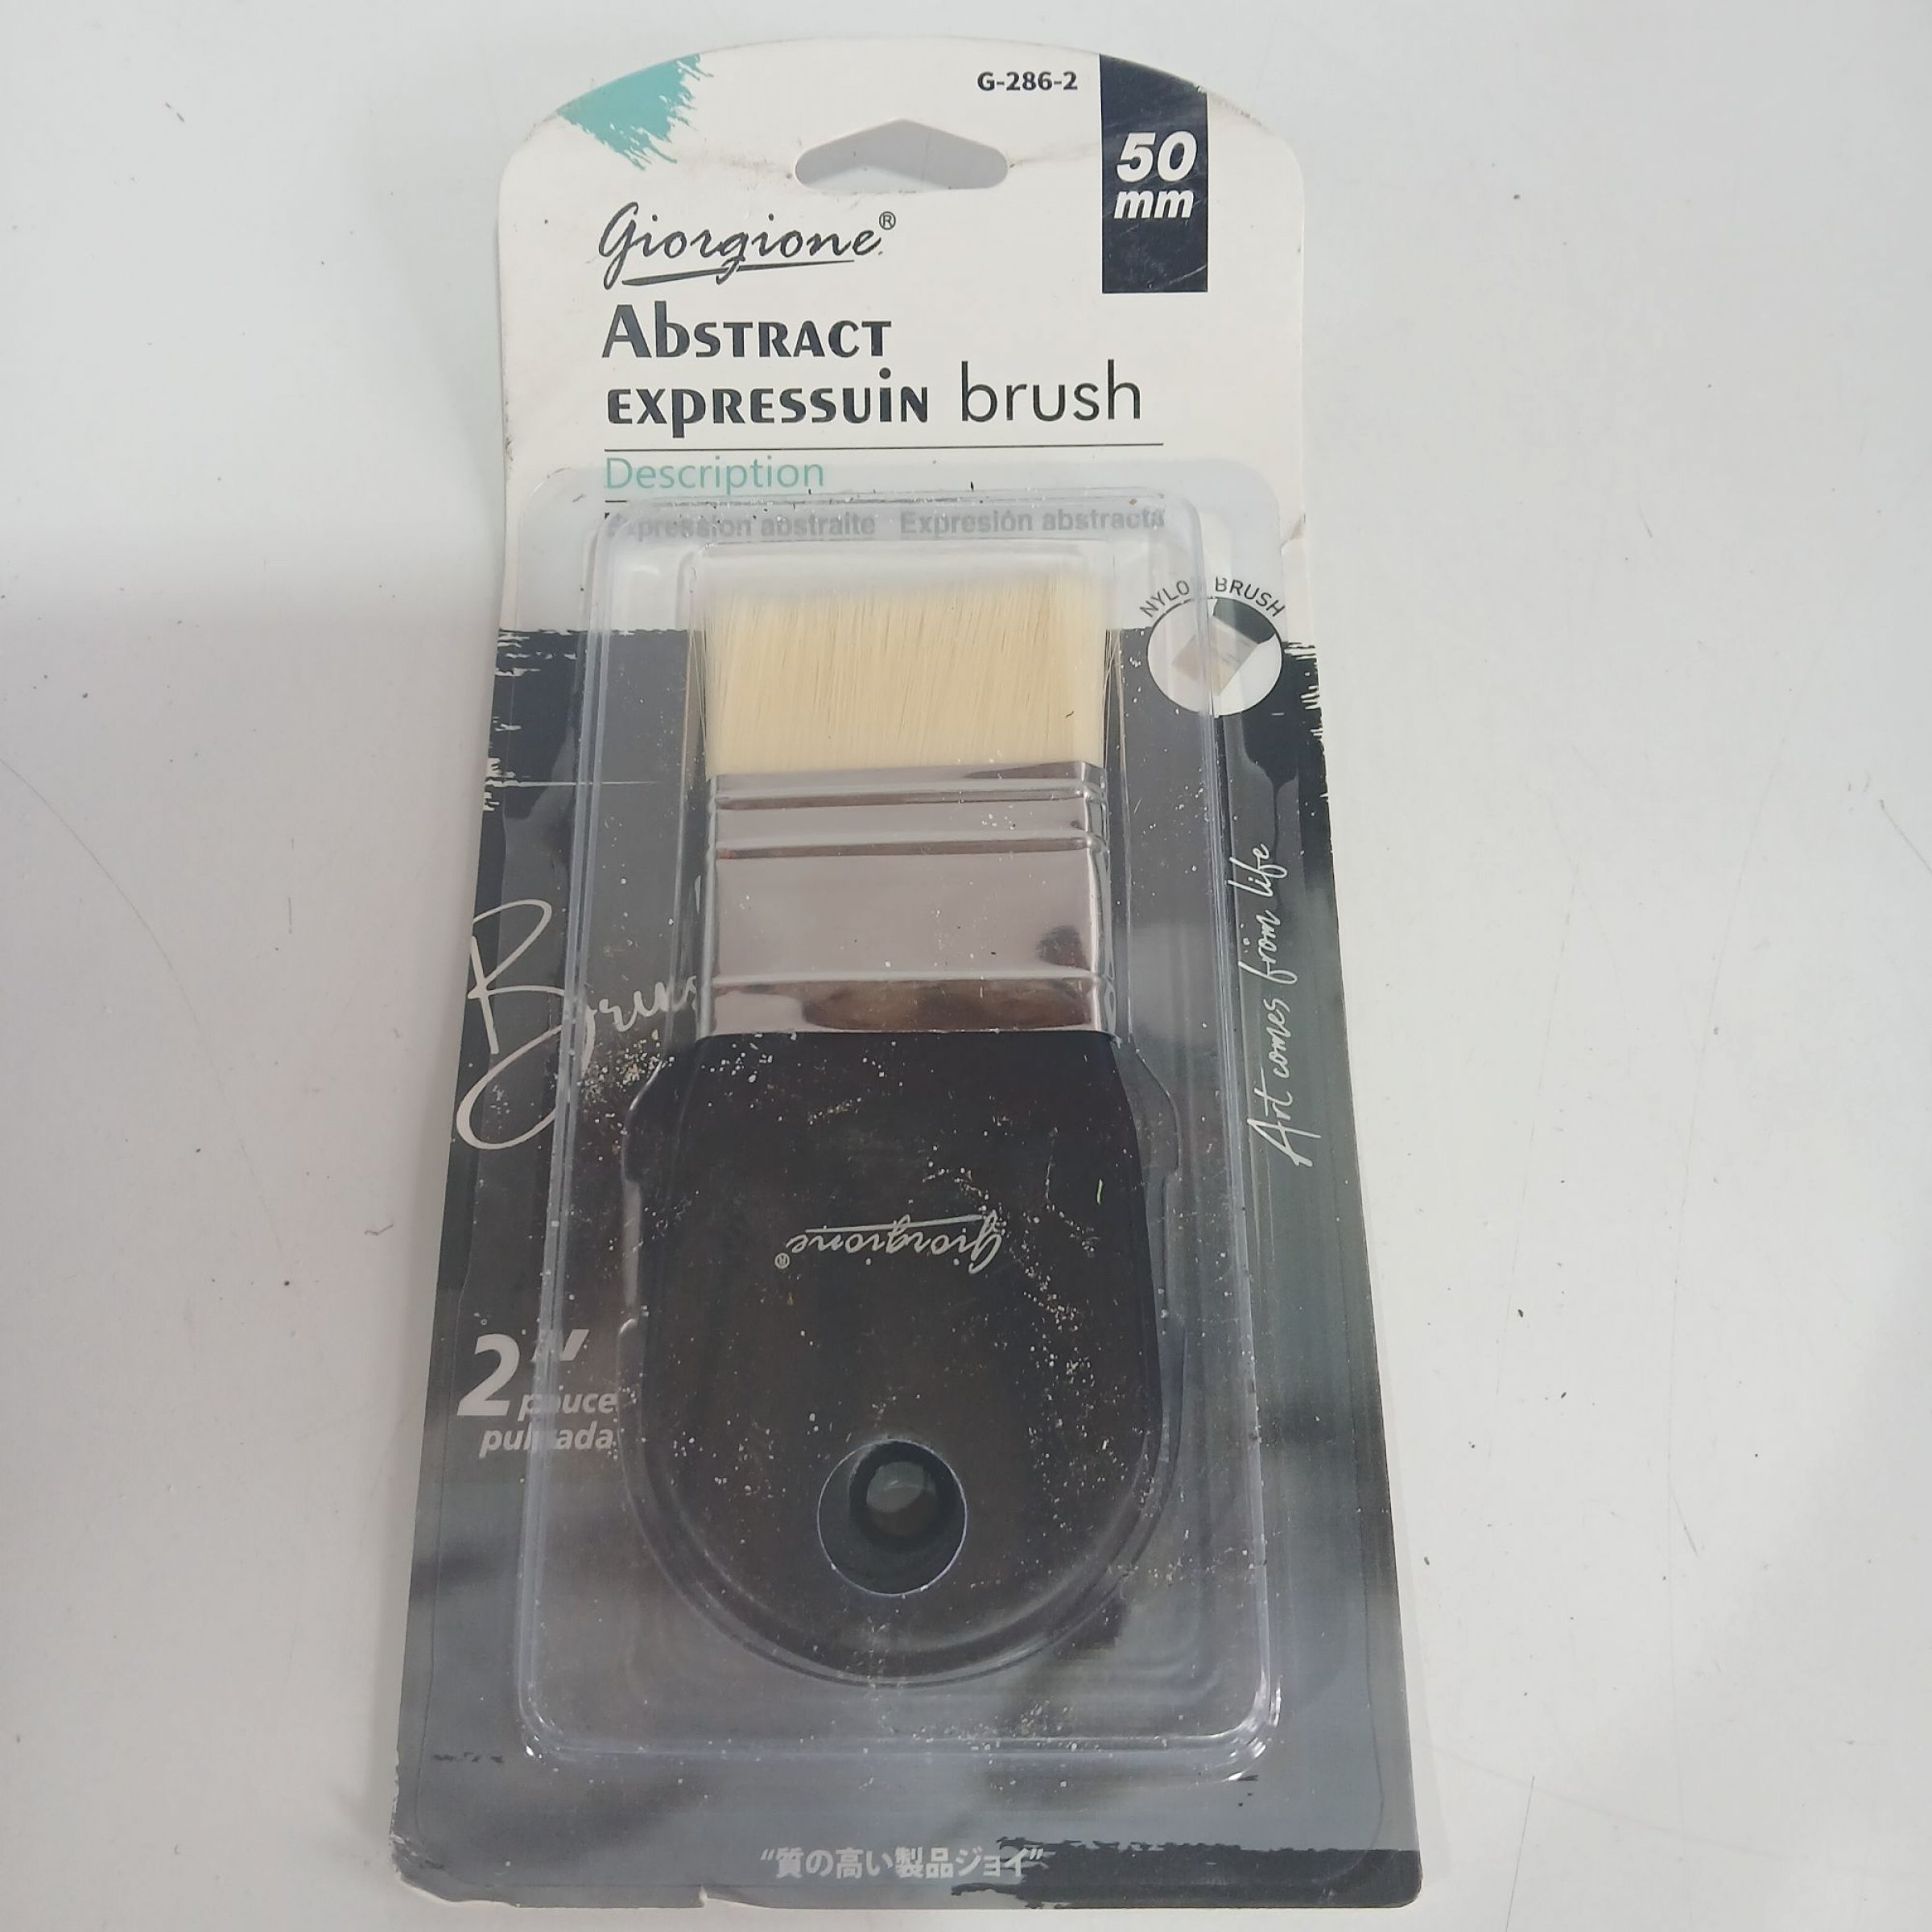 G-286-2
50
mm
Giorgione®
Abstract
expressuin brush
Description
Expression abstraite Expresión abstracta
NYLON BRUSH
Art comes from life
Giorgione®
2"
pouce
pulgada
“質の高い製品ジョイ”